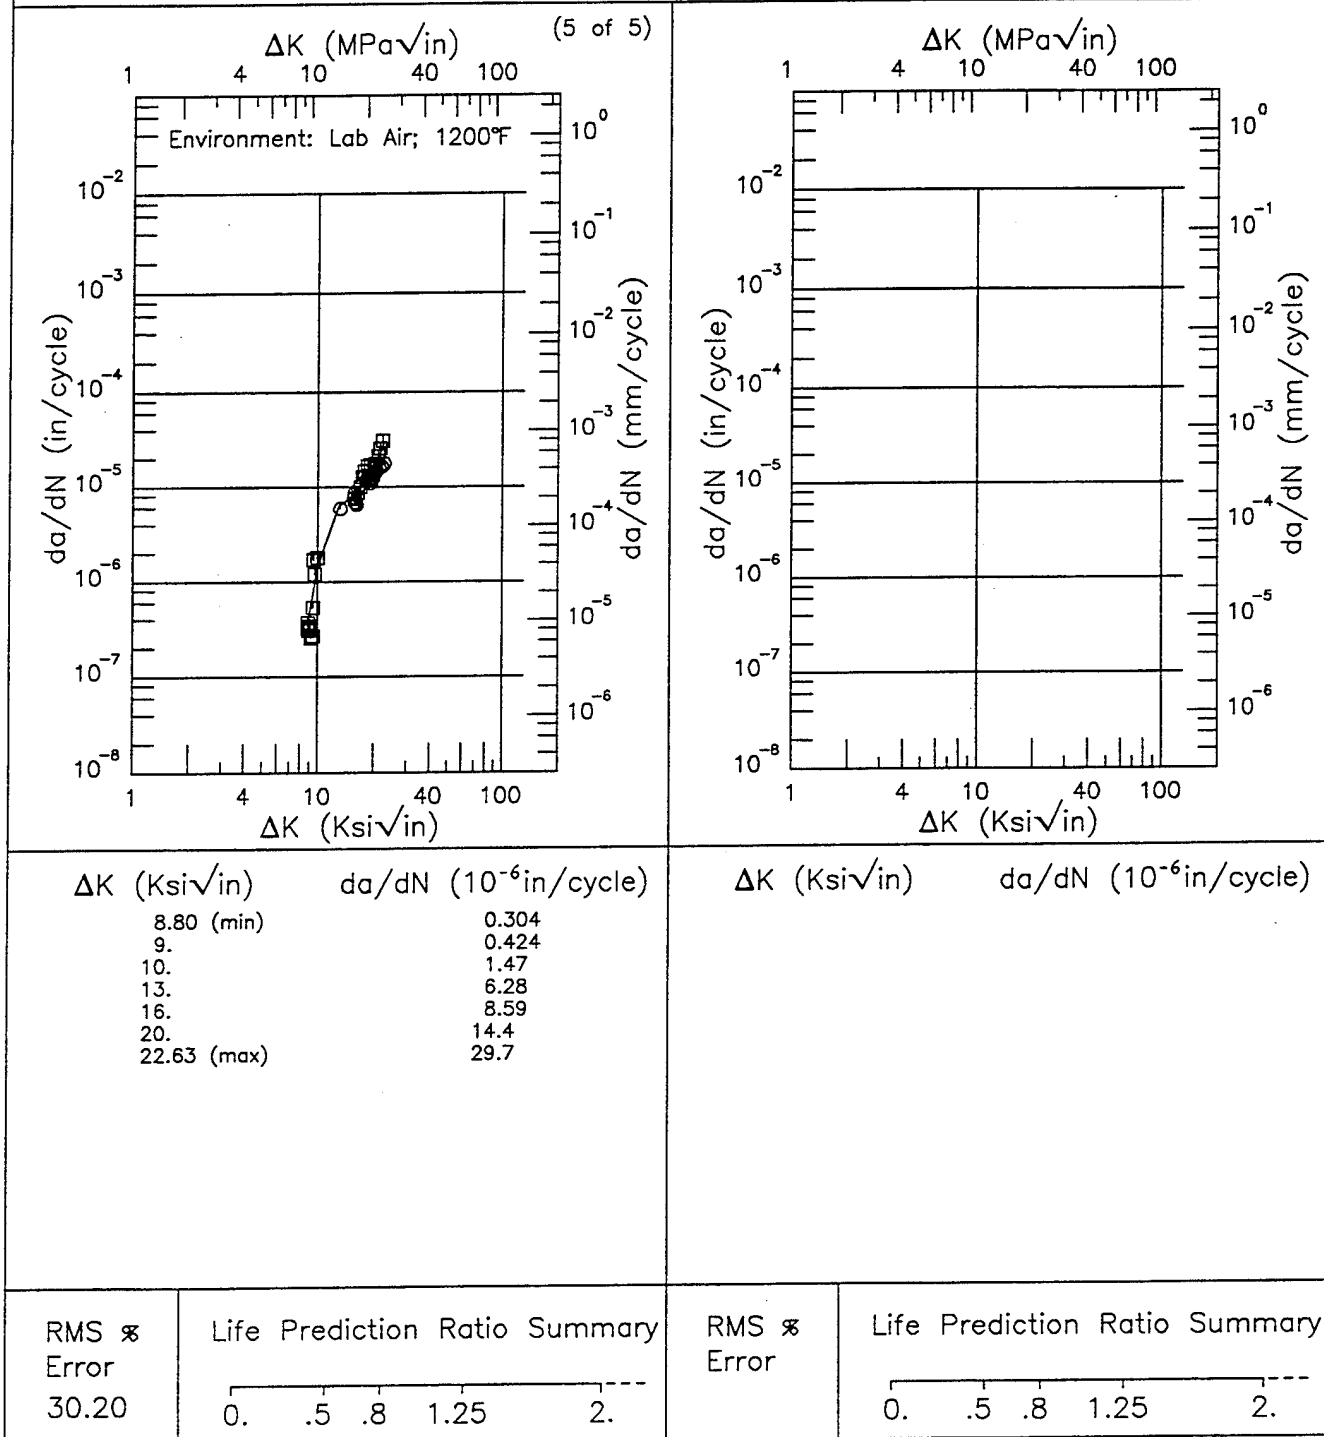 (5 of 5)
ΔK (MPa√in)
1 4 10 40 100
Environment: Lab Air; 1200°F
da/dN (in/cycle)
10⁻²
10⁻³
10⁻⁴
10⁻⁵
10⁻⁶
10⁻⁷
10⁻⁸
10⁰
10⁻¹
10⁻²
10⁻³
10⁻⁴
10⁻⁵
10⁻⁶
da/dN (mm/cycle)
1 4 10 40 100
ΔK (Ksi√in)
ΔK (MPa√in)
1 4 10 40 100
da/dN (in/cycle)
10⁻²
10⁻³
10⁻⁴
10⁻⁵
10⁻⁶
10⁻⁷
10⁻⁸
10⁰
10⁻¹
10⁻²
10⁻³
10⁻⁴
10⁻⁵
10⁻⁶
da/dN (mm/cycle)
1 4 10 40 100
ΔK (Ksi√in)
ΔK (Ksi√in) da/dN (10⁻⁶in/cycle)
8.80 (min) 0.304
9. 0.424
10. 1.47
13. 6.28
16. 8.59
20. 14.4
22.63 (max) 29.7
ΔK (Ksi√in) da/dN (10⁻⁶in/cycle)
RMS %
Error
30.20
Life Prediction Ratio Summary
0. .5 .8 1.25 2.
RMS %
Error
Life Prediction Ratio Summary
0. .5 .8 1.25 2.